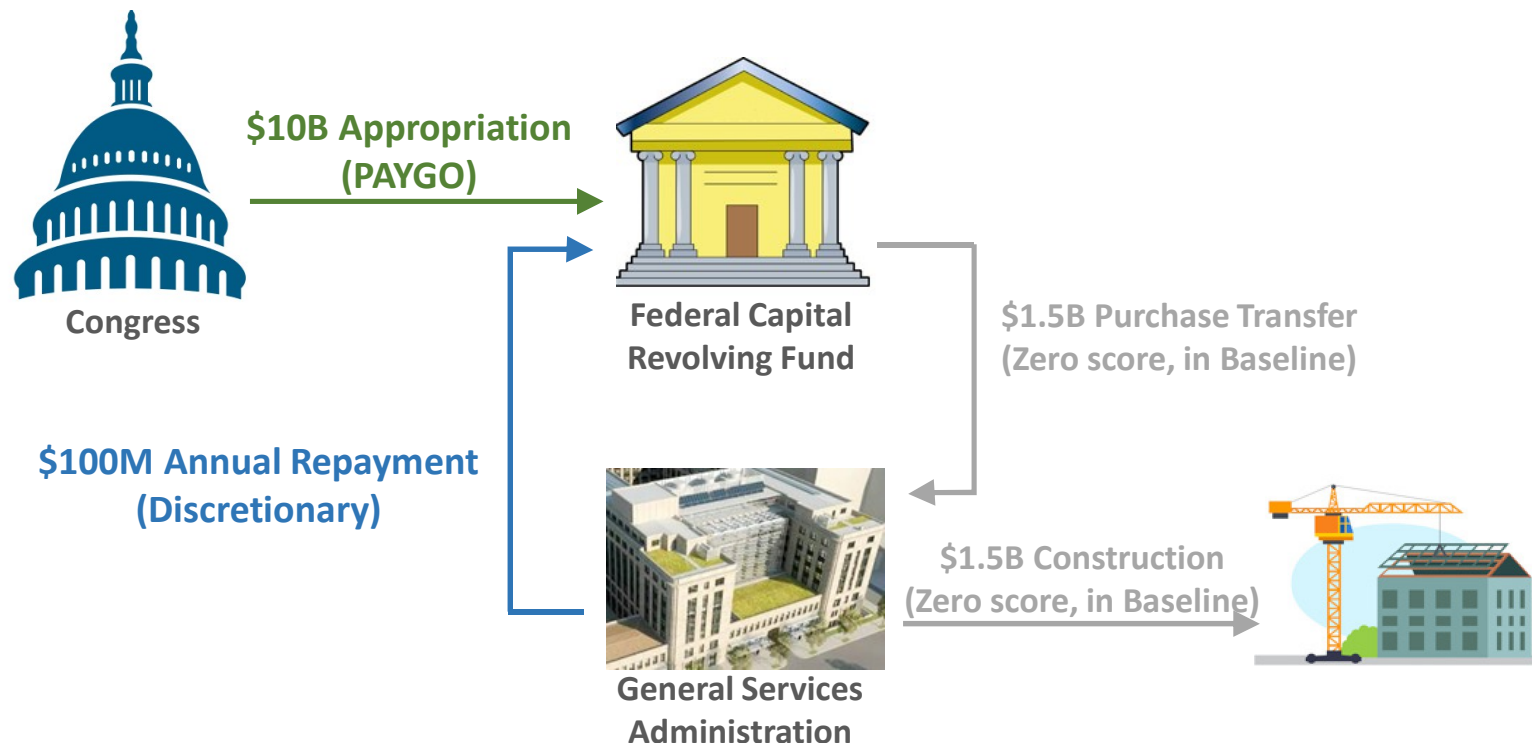 $10B Appropriation
(PAYGO)
Congress
Federal Capital
Revolving Fund
$1.5B Purchase Transfer
(Zero score, in Baseline)
$100M Annual Repayment
(Discretionary)
$1.5B Construction
(Zero score, in Baseline)
General Services
Administration